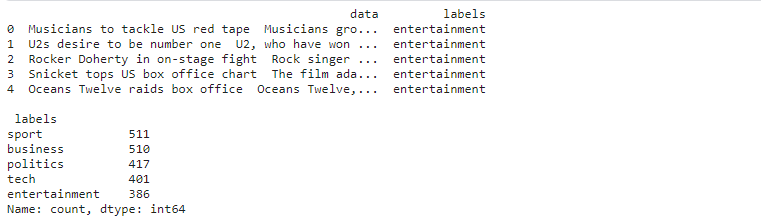 data labels
0 Musicians to tackle US red tape Musicians gro... entertainment
1 U2s desire to be number one U2, who have won ... entertainment
2 Rocker Doherty in on-stage fight Rock singer ... entertainment
3 Snicket tops US box office chart The film ada... entertainment
4 Oceans Twelve raids box office Oceans Twelve,... entertainment
labels
sport 511
business 510
politics 417
tech 401
entertainment 386
Name: count, dtype: int64